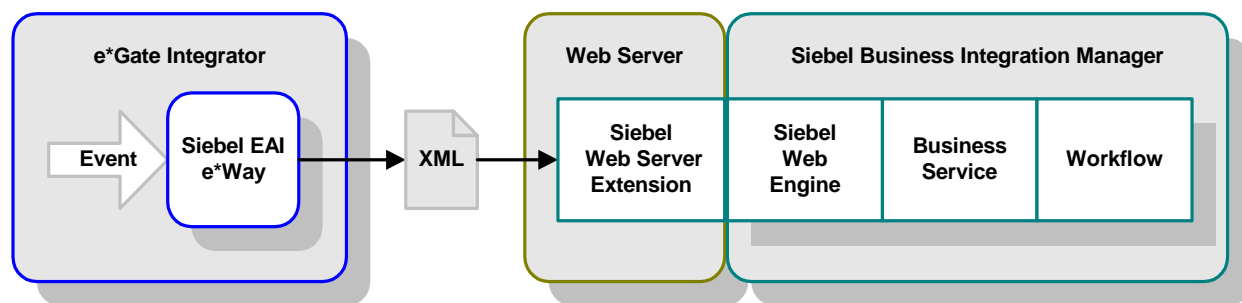 e*Gate Integrator
Web Server
Siebel Business Integration Manager
Event
Siebel EAI
e*Way
XML
Siebel
Web Server
Extension
Siebel
Web
Engine
Business
Service
Workflow